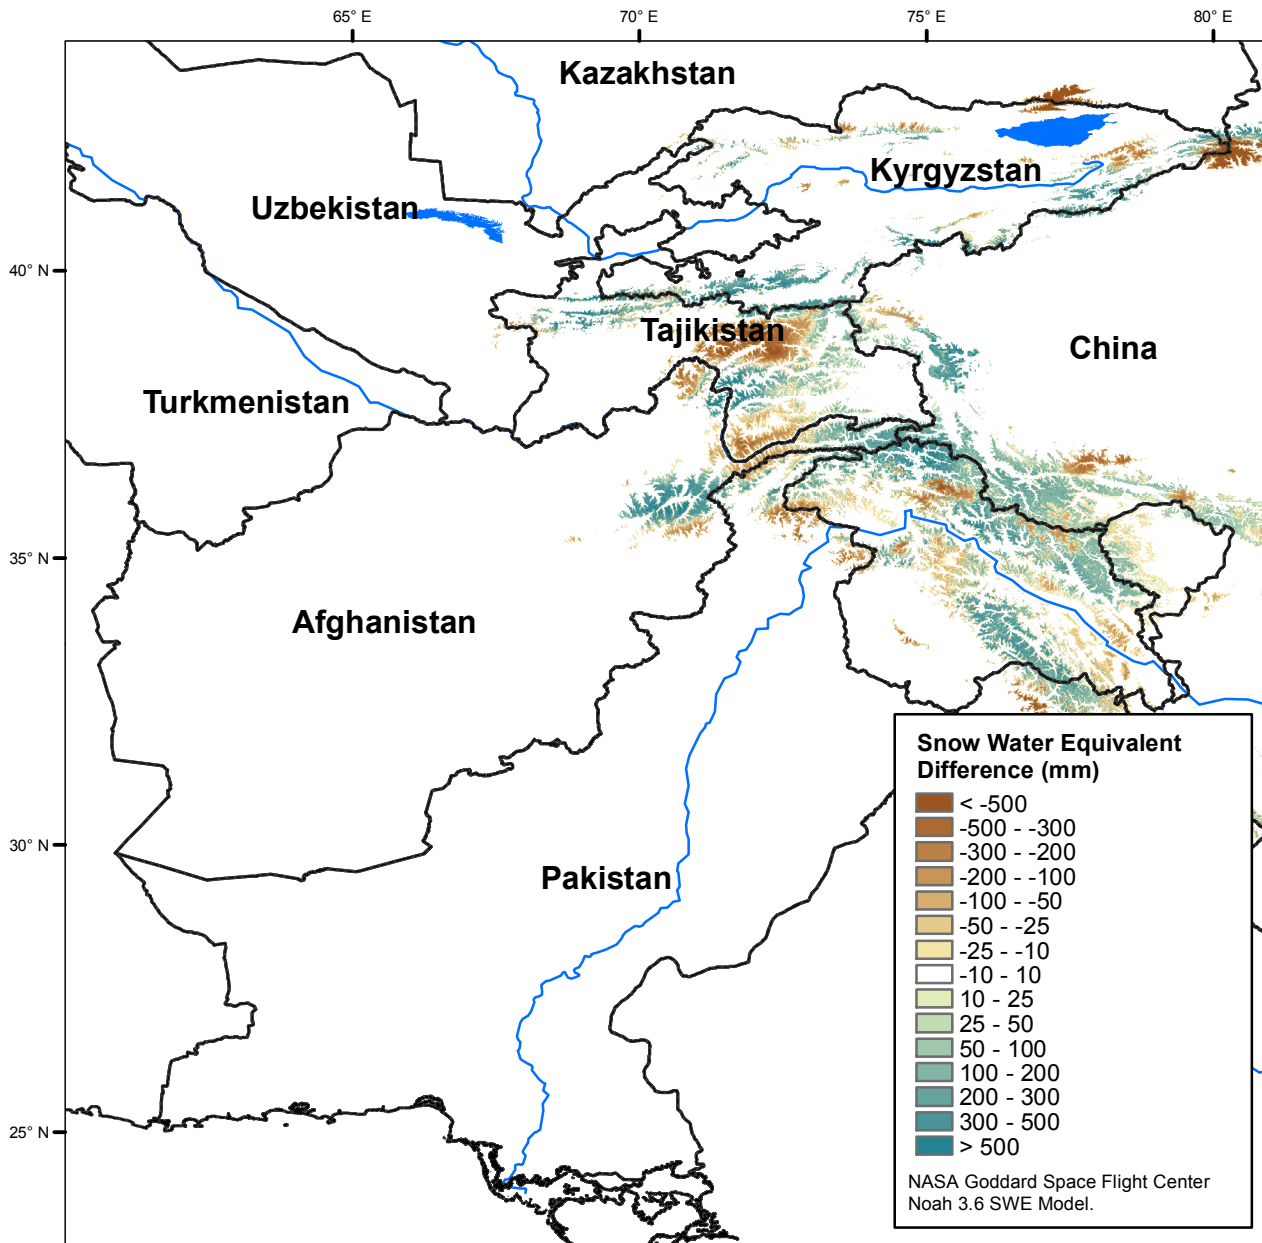 65° E
70° E
75° E
80° E
Kazakhstan
Kyrgyzstan
Uzbekistan
40° N
Tajikistan
China
Turkmenistan
35° N
Afghanistan
30° N
Pakistan
25° N
Snow Water Equivalent
Difference (mm)
< -500
-500 - -300
-300 - -200
-200 - -100
-100 - -50
-50 - -25
-25 - -10
-10 - 10
10 - 25
25 - 50
50 - 100
100 - 200
200 - 300
300 - 500
> 500
NASA Goddard Space Flight Center
Noah 3.6 SWE Model.